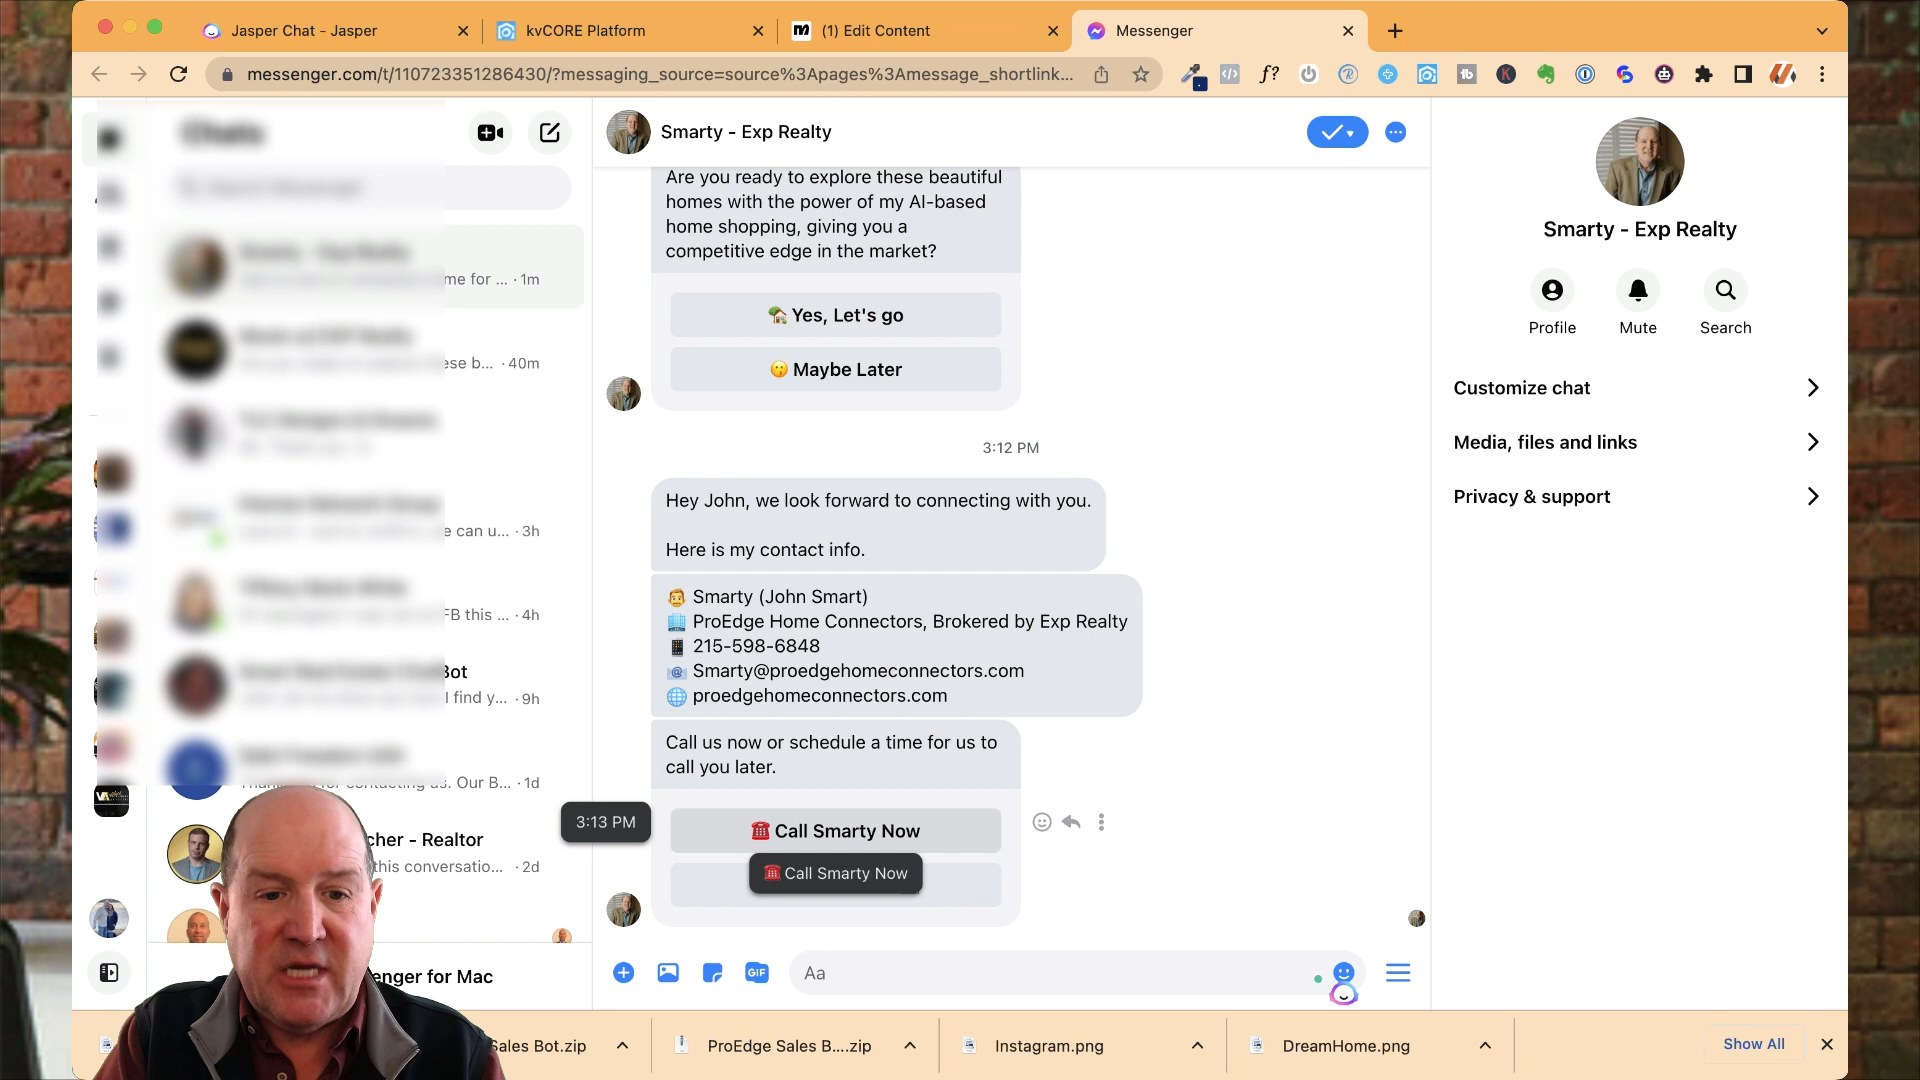 Jasper Chat - Jasper
kvCORE Platform
(1) Edit Content
Messenger
messenger.com/t/110723351286430/?messaging_source=source%3Apages%3Amessage_shortlink...
Smarty - Exp Realty
Are you ready to explore these beautiful
homes with the power of my AI-based
home shopping, giving you a
competitive edge in the market?
🏡 Yes, Let's go
😗 Maybe Later
3:12 PM
Hey John, we look forward to connecting with you.
Here is my contact info.
Smarty (John Smart)
ProEdge Home Connectors, Brokered by Exp Realty
215-598-6848
Smarty@proedgehomeconnectors.com
proedgehomeconnectors.com
Call us now or schedule a time for us to
call you later.
3:13 PM
☎️ Call Smarty Now
☎️ Call Smarty Now
Aa
GIF
Smarty - Exp Realty
Profile
Mute
Search
Customize chat
Media, files and links
Privacy & support
me for ... · 1m
ese b... · 40m
· 3h
can u...
FB this ... · 4h
Bot
I find y... · 9h
Our B... · 1d
cher - Realtor
this conversatio... · 2d
enger for Mac
Sales Bot.zip
ProEdge Sales B....zip
Instagram.png
DreamHome.png
Show All